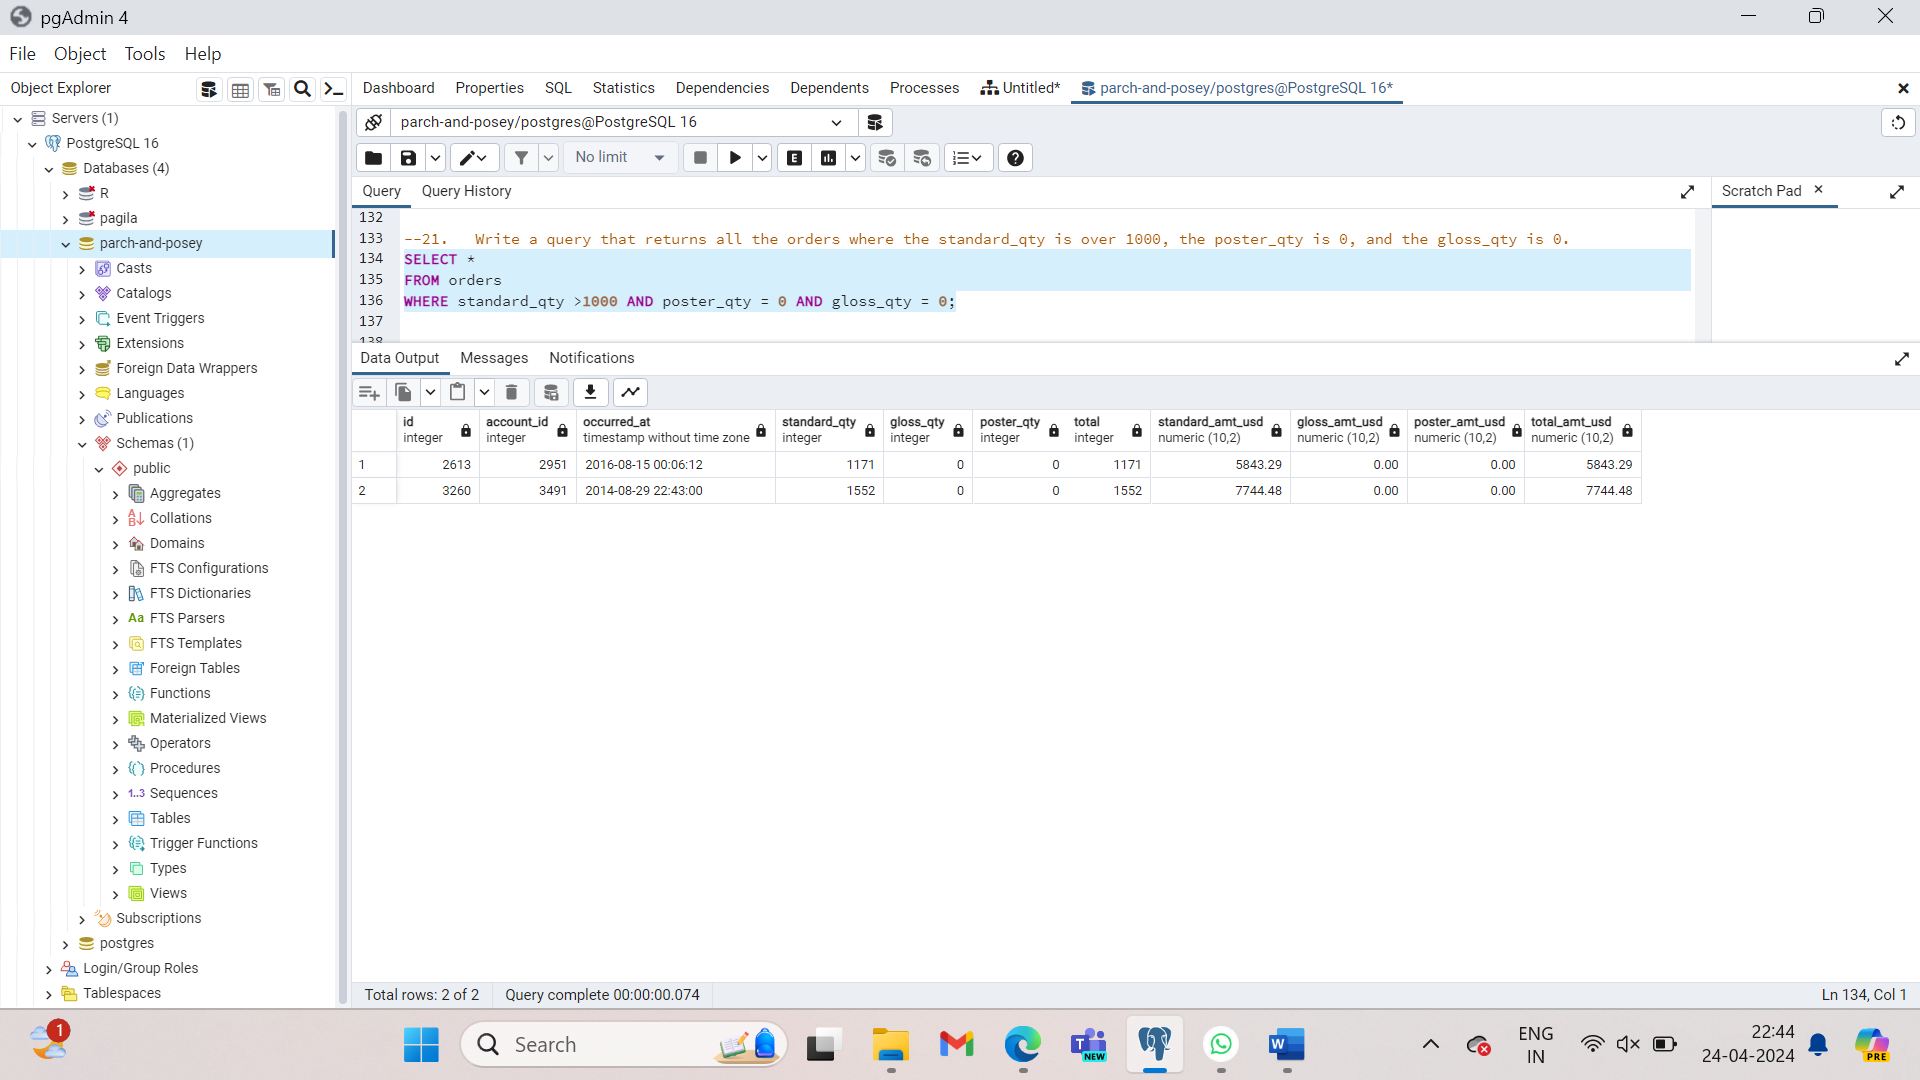 pgAdmin 4
File Object Tools Help
Object Explorer
Dashboard Properties SQL Statistics Dependencies Dependents Processes Untitled* parch-and-posey/postgres@PostgreSQL 16*
Servers (1)
PostgreSQL 16
Databases (4)
R
pagila
parch-and-posey
Casts
Catalogs
Event Triggers
Extensions
Foreign Data Wrappers
Languages
Publications
Schemas (1)
public
Aggregates
Collations
Domains
FTS Configurations
FTS Dictionaries
Aa FTS Parsers
FTS Templates
Foreign Tables
Functions
Materialized Views
Operators
Procedures
1..3 Sequences
Tables
Trigger Functions
Types
Views
Subscriptions
postgres
Login/Group Roles
Tablespaces
parch-and-posey/postgres@PostgreSQL 16
No limit E
Query Query History
Scratch Pad
132
133 --21. Write a query that returns all the orders where the standard_qty is over 1000, the poster_qty is 0, and the gloss_qty is 0.
134 SELECT *
135 FROM orders
136 WHERE standard_qty >1000 AND poster_qty = 0 AND gloss_qty = 0;
137
138
Data Output Messages Notifications
id account_id occurred_at standard_qty gloss_qty poster_qty total standard_amt_usd gloss_amt_usd poster_amt_usd total_amt_usd
integer integer timestamp without time zone integer integer integer integer numeric (10,2) numeric (10,2) numeric (10,2) numeric (10,2)
1 2613 2951 2016-08-15 00:06:12 1171 0 0 1171 5843.29 0.00 0.00 5843.29
2 3260 3491 2014-08-29 22:43:00 1552 0 0 1552 7744.48 0.00 0.00 7744.48
Total rows: 2 of 2 Query complete 00:00:00.074 Ln 134, Col 1
1
Search
T NEW
W
ENG
IN
22:44
24-04-2024
PRE